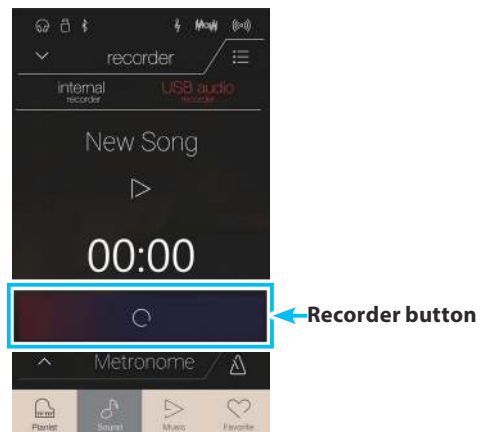 recorder
internal
recorder
USB audio
recorder
New Song
00:00
Recorder button
Metronome
Pianist
Sound
Music
Favorite